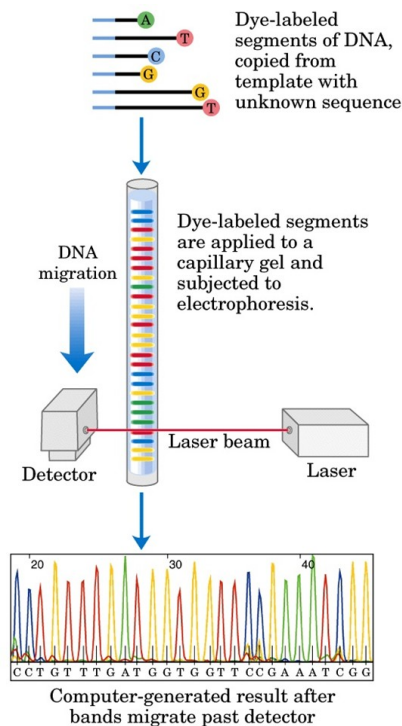 A
T
C
G
G
T
Dye-labeled
segments of DNA,
copied from
template with
unknown sequence
Dye-labeled segments
are applied to a
capillary gel and
subjected to
electrophoresis.
DNA
migration
Laser beam
Detector
Laser
20 30 40
C C T G T T T G A T G G T G G T T C C G A A A T C G G
Computer-generated result after
bands migrate past detector